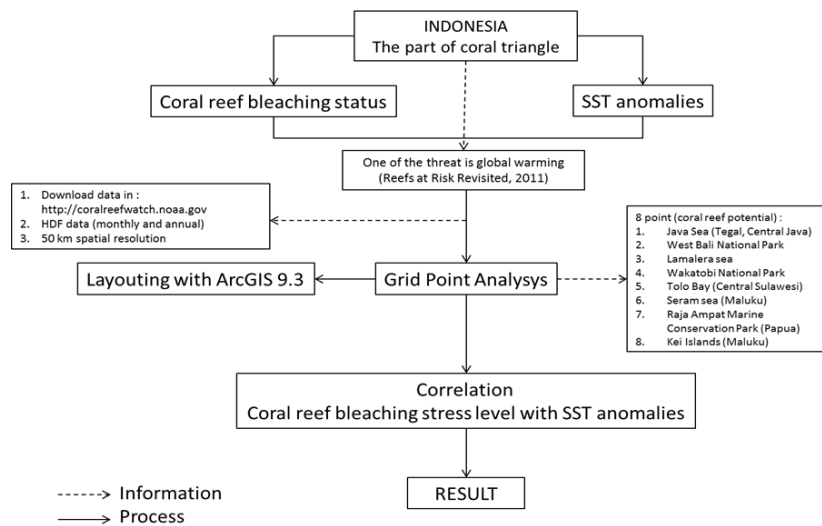 INDONESIA
The part of coral triangle
Coral reef bleaching status
SST anomalies
One of the threat is global warming
(Reefs at Risk Revisited, 2011)
1. Download data in :
http://coralreefwatch.noaa.gov
2. HDF data (monthly and annual)
3. 50 km spatial resolution
8 point (coral reef potential) :
1. Java Sea (Tegal, Central Java)
2. West Bali National Park
3. Lamalera sea
4. Wakatobi National Park
5. Tolo Bay (Central Sulawesi)
6. Seram sea (Maluku)
7. Raja Ampat Marine
Conservation Park (Papua)
8. Kei Islands (Maluku)
Layouting with ArcGIS 9.3
Grid Point Analysys
Correlation
Coral reef bleaching stress level with SST anomalies
RESULT
Information
Process